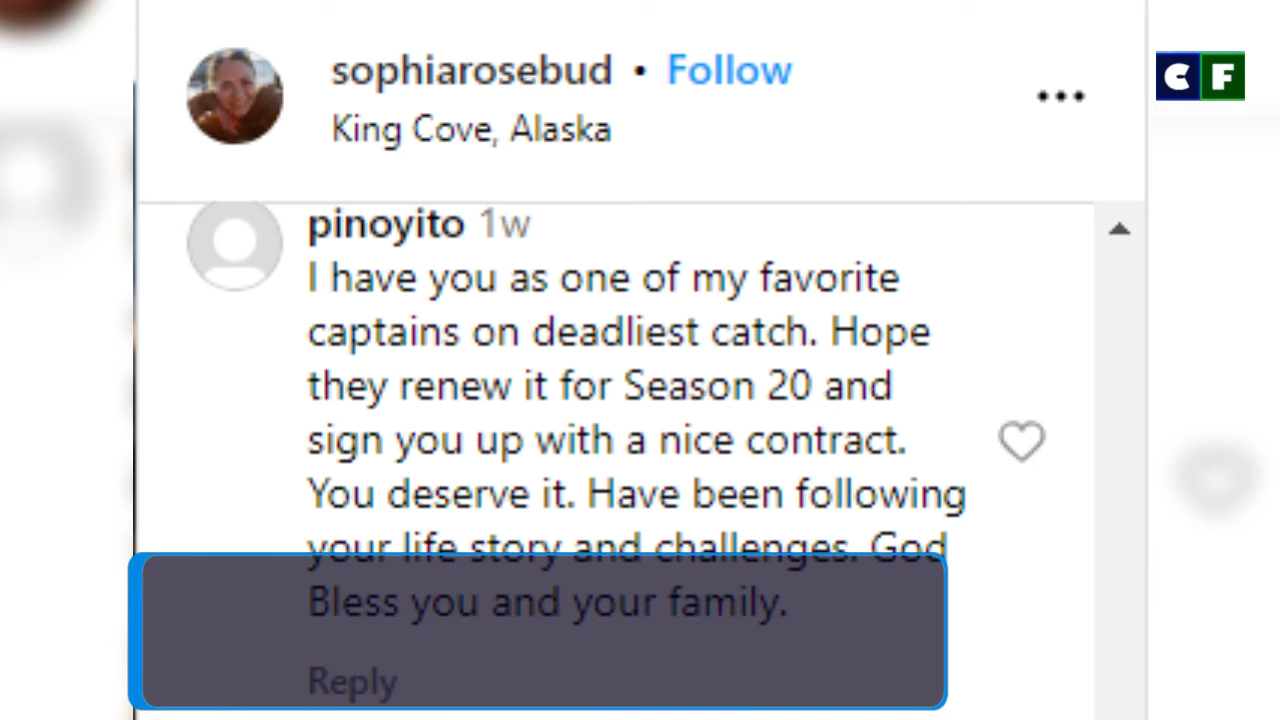 sophiarosebud • Follow
King Cove, Alaska
CF
pinoyito 1w
I have you as one of my favorite
captains on deadliest catch. Hope
they renew it for Season 20 and
sign you up with a nice contract.
You deserve it. Have been following
your life story and challenges. God
Bless you and your family.
Reply